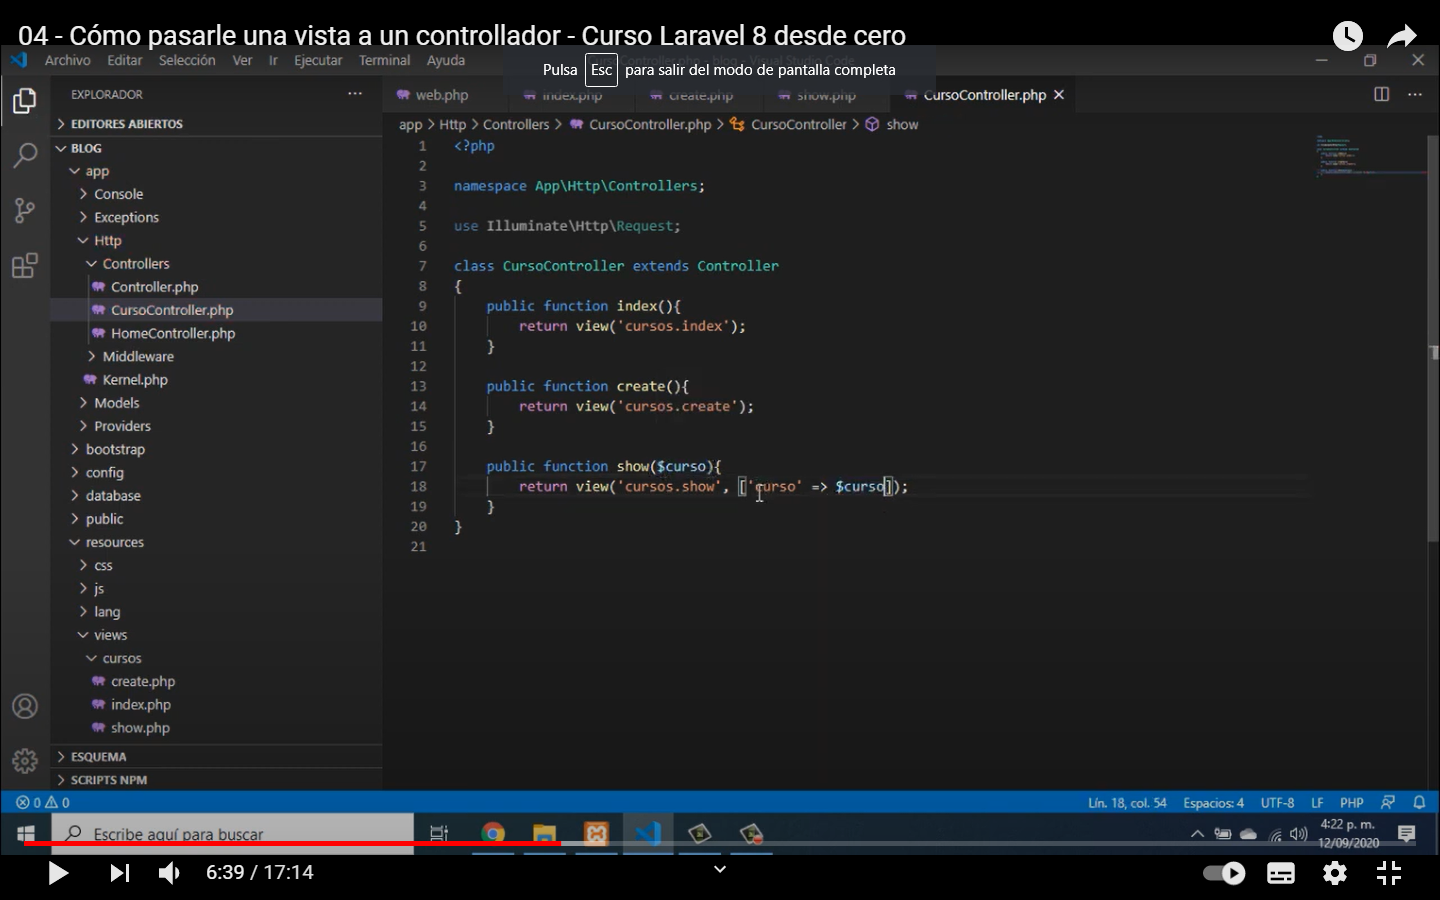 04 - Cómo pasarle una vista a un controllador - Curso Laravel 8 desde cero
Pulsa Esc para salir del modo de pantalla completa
Archivo Editar Selección Ver Ir Ejecutar Terminal Ayuda
EXPLORADOR
web.php index.php create.php show.php CursoController.php
EDITORES ABIERTOS
app > Http > Controllers > CursoController.php > CursoController > show
BLOG
app
Console
Exceptions
Http
Controllers
Controller.php
CursoController.php
HomeController.php
Middleware
Kernel.php
Models
Providers
bootstrap
config
database
public
resources
css
js
lang
views
cursos
create.php
index.php
show.php
ESQUEMA
SCRIPTS NPM
1 <?php
2
3 namespace App\Http\Controllers;
4
5 use Illuminate\Http\Request;
6
7 class CursoController extends Controller
8 {
9 public function index(){
10 return view('cursos.index');
11 }
12
13 public function create(){
14 return view('cursos.create');
15 }
16
17 public function show($curso){
18 return view('cursos.show', ['curso' => $curso]);
19 }
20 }
21
0 0
Lín. 18, col. 54 Espacios: 4 UTF-8 LF PHP
Escribe aquí para buscar
4:22 p. m.
12/09/2020
6:39 / 17:14